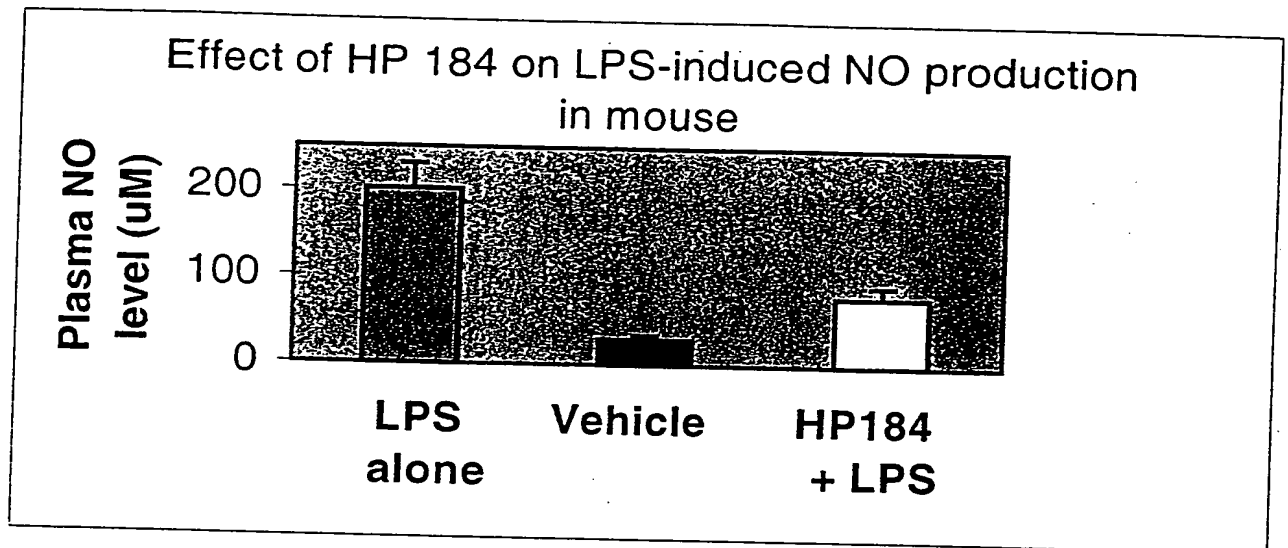 Effect of HP 184 on LPS-induced NO production
in mouse
Plasma NO
level (uM)
200
100
0
LPS
alone
Vehicle
HP184
+ LPS